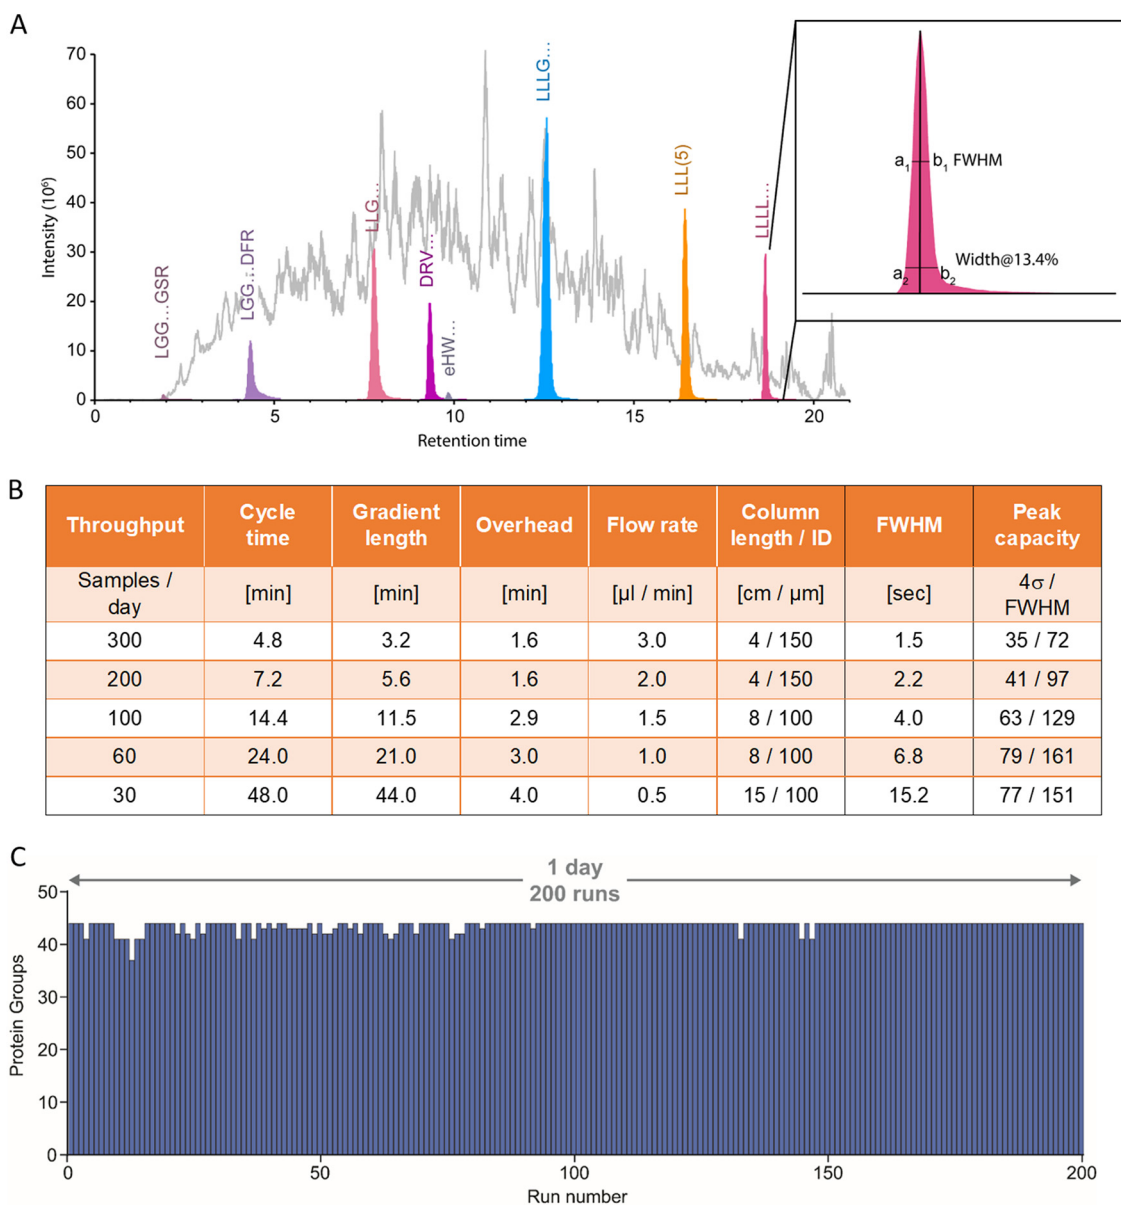 A
70
60
50
40
30
20
10
0
Intensity (10⁶)
0 5 10 15 20
Retention time
LGG...GSR
LGG...DFR
LLG...
DRV...
eHW...
LLLG...
LLL(5)
LLLL...
a₁ b₁ FWHM
a₂ b₂ Width@13.4%
B
Throughput Cycle time Gradient length Overhead Flow rate Column length / ID FWHM Peak capacity
Samples / day [min] [min] [min] [µl / min] [cm / µm] [sec] 4σ / FWHM
300 4.8 3.2 1.6 3.0 4 / 150 1.5 35 / 72
200 7.2 5.6 1.6 2.0 4 / 150 2.2 41 / 97
100 14.4 11.5 2.9 1.5 8 / 100 4.0 63 / 129
60 24.0 21.0 3.0 1.0 8 / 100 6.8 79 / 161
30 48.0 44.0 4.0 0.5 15 / 100 15.2 77 / 151
C
1 day
200 runs
50
40
30
20
10
0
Protein Groups
0 50 100 150 200
Run number